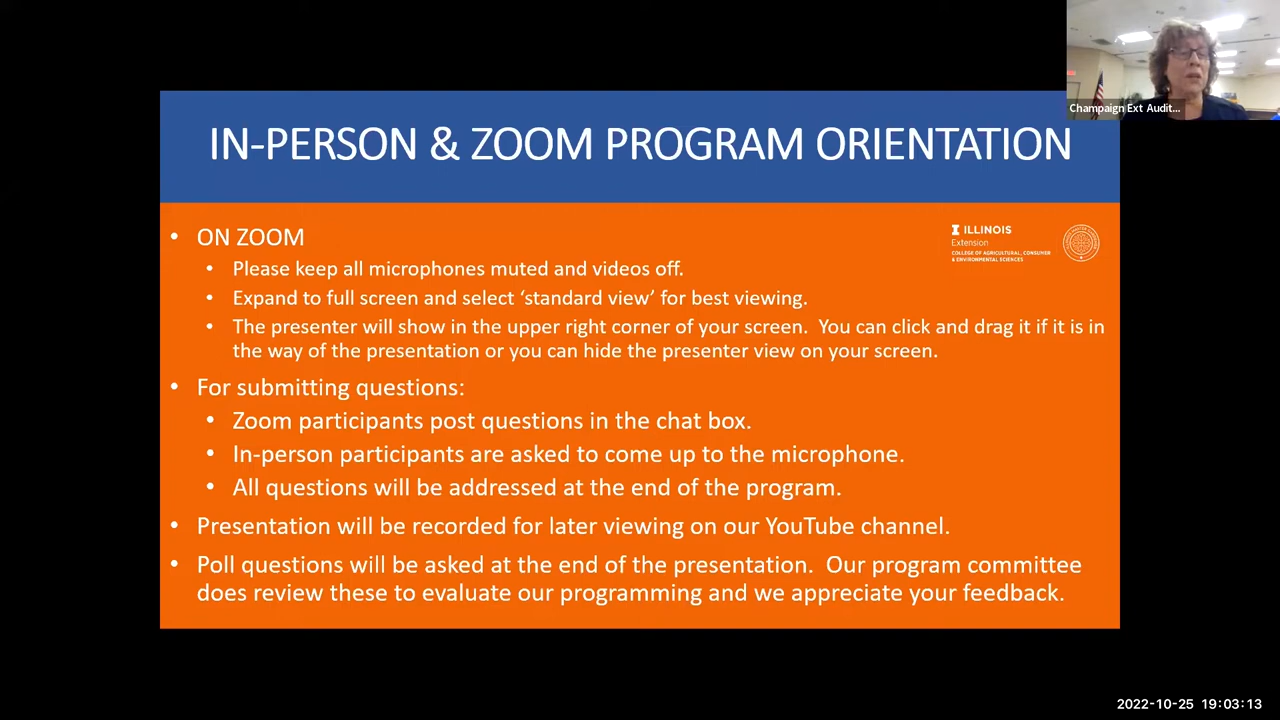 Champaign Ext Audit...
IN-PERSON & ZOOM PROGRAM ORIENTATION
ILLINOIS
Extension
COLLEGE OF AGRICULTURAL, CONSUMER
& ENVIRONMENTAL SCIENCES
• ON ZOOM
• Please keep all microphones muted and videos off.
• Expand to full screen and select ‘standard view’ for best viewing.
• The presenter will show in the upper right corner of your screen.  You can click and drag it if it is in
the way of the presentation or you can hide the presenter view on your screen.
• For submitting questions:
• Zoom participants post questions in the chat box.
• In-person participants are asked to come up to the microphone.
• All questions will be addressed at the end of the program.
• Presentation will be recorded for later viewing on our YouTube channel.
• Poll questions will be asked at the end of the presentation.  Our program committee
does review these to evaluate our programming and we appreciate your feedback.
2022-10-25 19:03:13